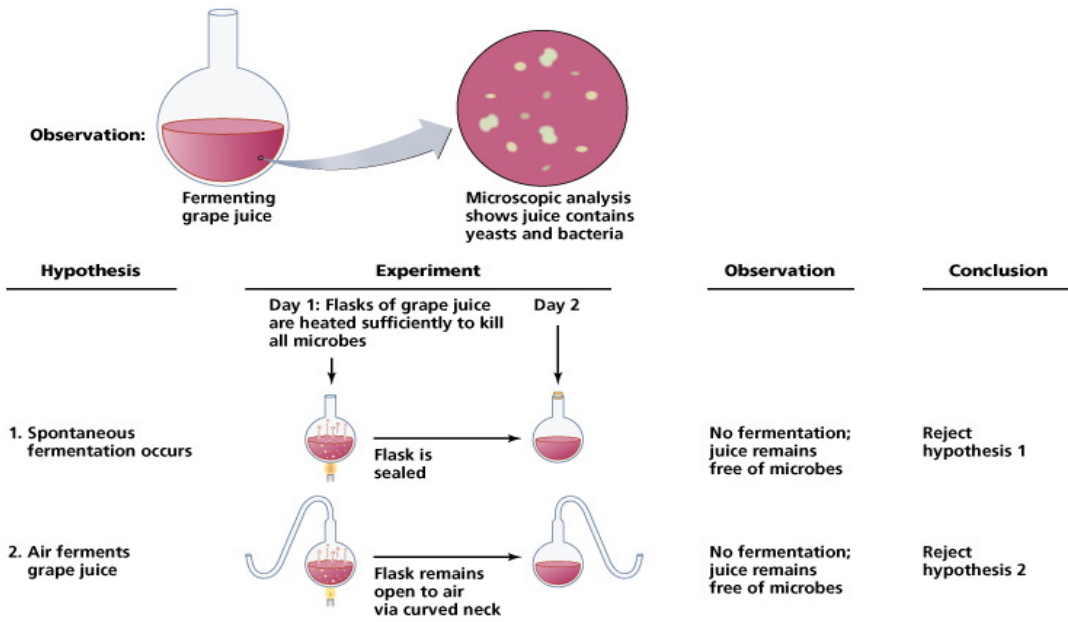 Observation:
Fermenting
grape juice
Microscopic analysis
shows juice contains
yeasts and bacteria
Hypothesis
Experiment
Observation
Conclusion
Day 1: Flasks of grape juice
are heated sufficiently to kill
all microbes
Day 2
1. Spontaneous
fermentation occurs
Flask is
sealed
No fermentation;
juice remains
free of microbes
Reject
hypothesis 1
2. Air ferments
grape juice
Flask remains
open to air
via curved neck
No fermentation;
juice remains
free of microbes
Reject
hypothesis 2